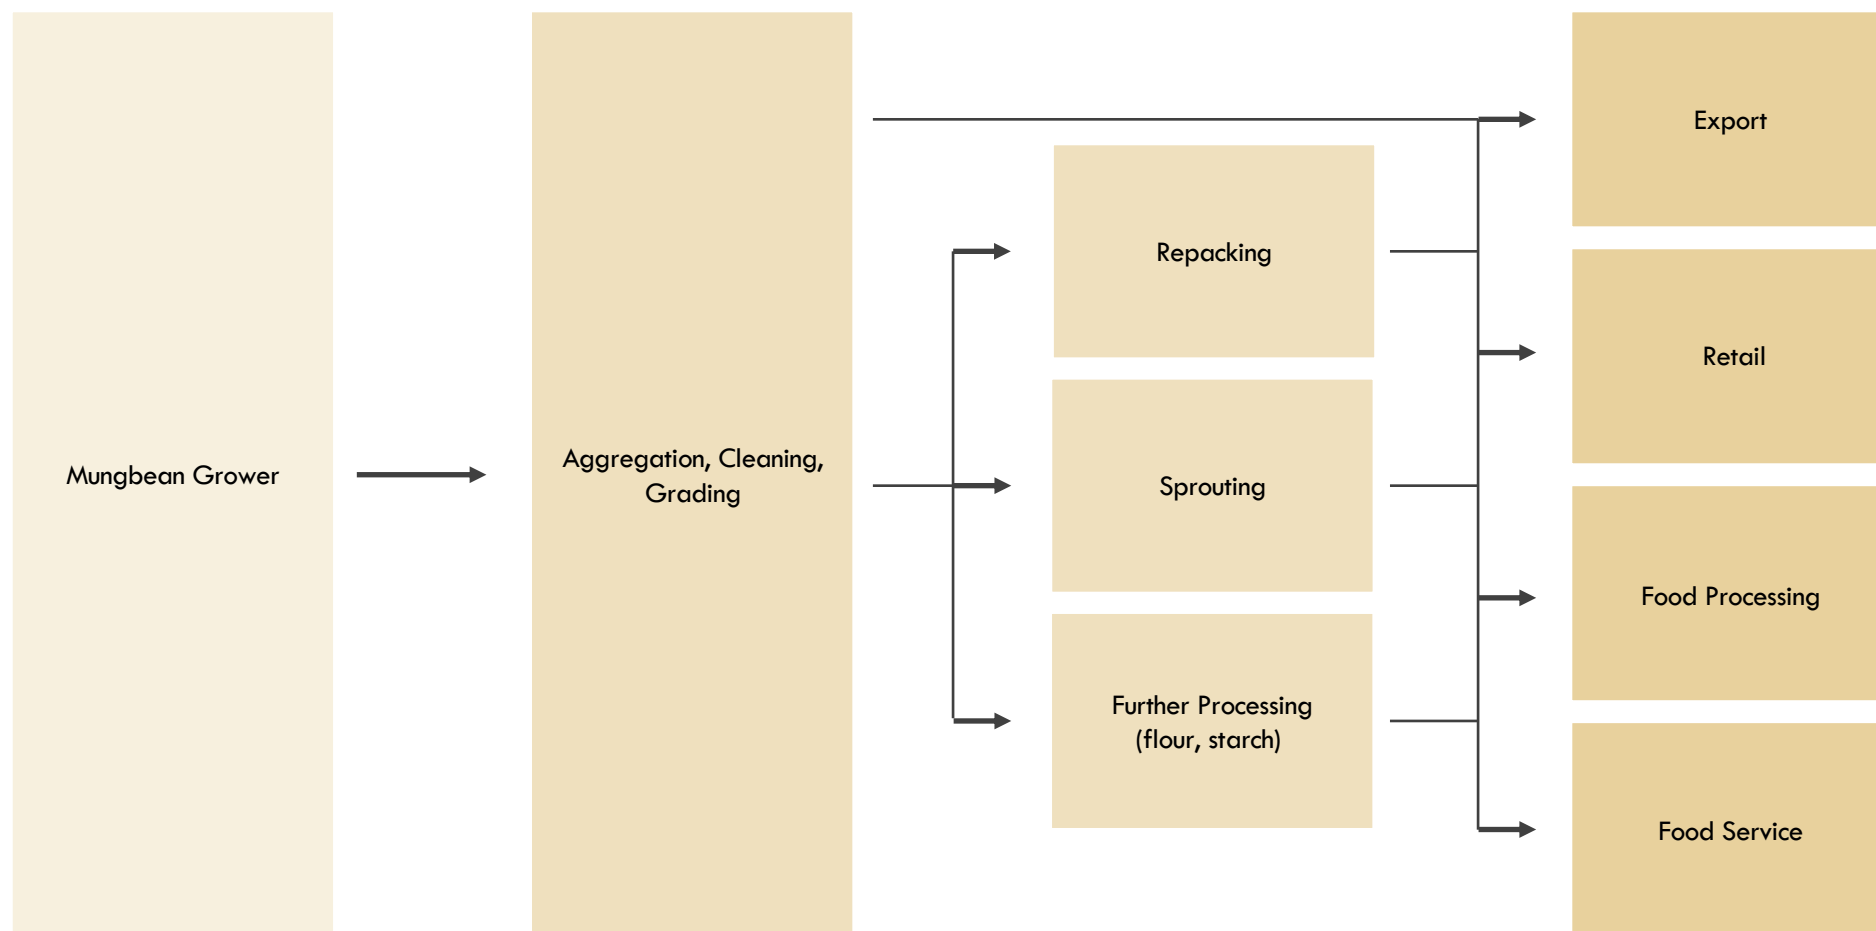 Mungbean Grower
Aggregation, Cleaning,
Grading
Repacking
Sprouting
Further Processing
(flour, starch)
Export
Retail
Food Processing
Food Service